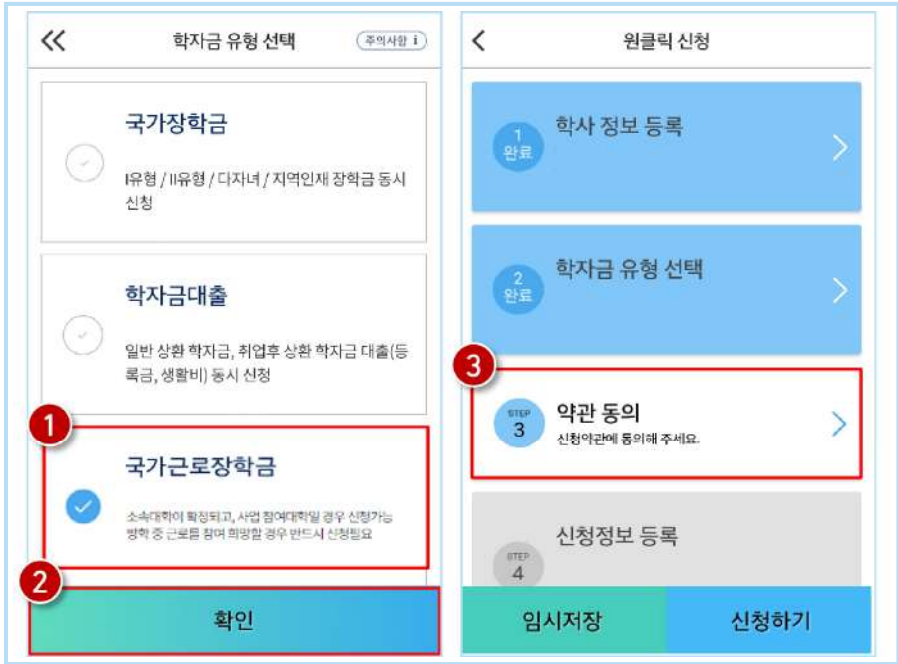 학자금 유형 선택
주의사항 i
국가장학금
I유형 / II유형 / 다자녀 / 지역인재 장학금 동시
신청
학자금대출
일반 상환 학자금, 취업후 상환 학자금 대출(등
록금, 생활비) 동시 신청
1
국가근로장학금
소속대학이 확정되고, 사업 참여대학일 경우 신청가능
방학 중 근로를 참여 희망할 경우 반드시 신청필요
2
확인
원클릭 신청
1
완료
학사 정보 등록
2
완료
학자금 유형 선택
3
STEP
3
약관 동의
신청약관에 동의해 주세요.
STEP
4
신청정보 등록
임시저장
신청하기